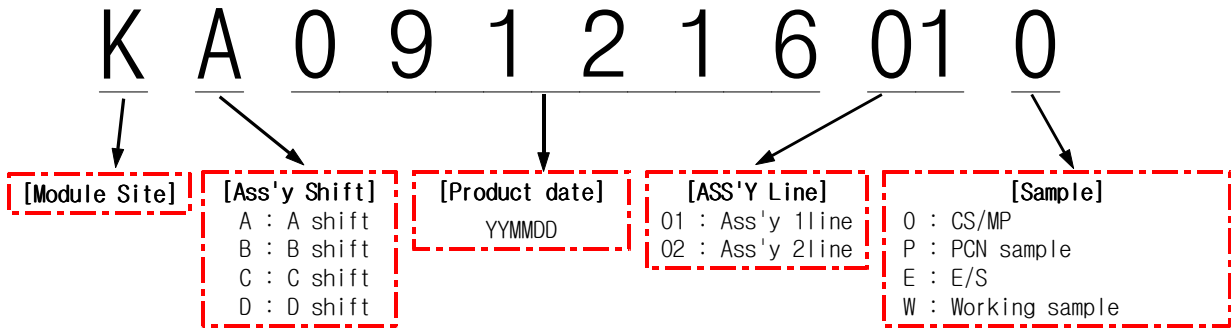 K A 0 9 1 2 1 6 01 0
[Module Site]
[Ass'y Shift]
A : A shift
B : B shift
C : C shift
D : D shift
[Product date]
YYMMDD
[ASS'Y Line]
01 : Ass'y 1line
02 : Ass'y 2line
[Sample]
0 : CS/MP
P : PCN sample
E : E/S
W : Working sample